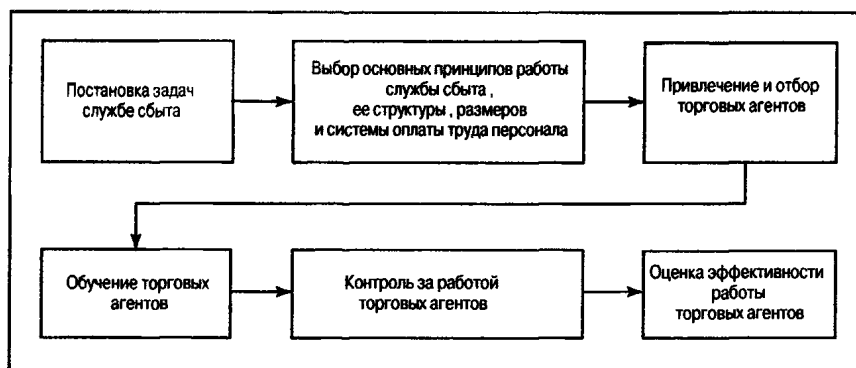 Постановка задач
службе сбыта
Выбор основных принципов работы
службы сбыта ,
ее структуры , размеров
и системы оплаты труда персонала
Привлечение и отбор
торговых агентов
Обучение торговых
агентов
Контроль за работой
торговых агентов
Оценка эффективности
работы
торговых агентов